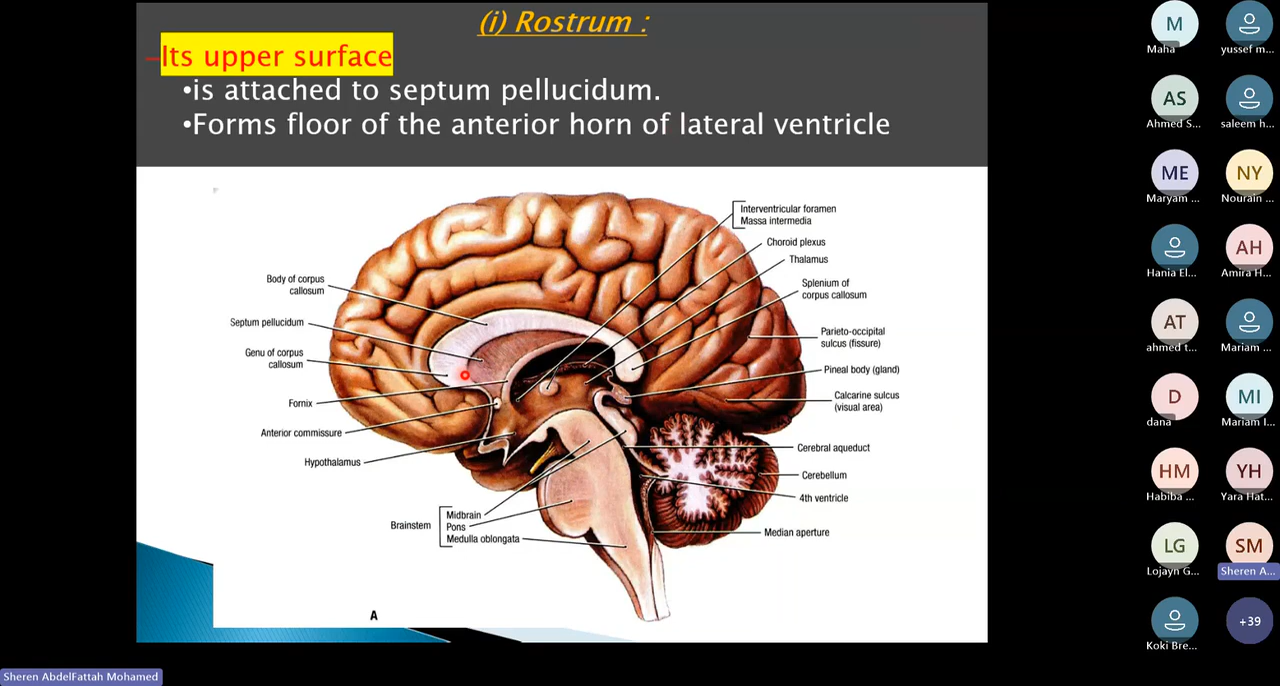 (i) Rostrum :
–Its upper surface
•is attached to septum pellucidum.
•Forms floor of the anterior horn of lateral ventricle
Interventricular foramen
Massa intermedia
Choroid plexus
Thalamus
Splenium of
corpus callosum
Parieto-occipital
sulcus (fissure)
Pineal body (gland)
Calcarine sulcus
(visual area)
Cerebral aqueduct
Cerebellum
4th ventricle
Median aperture
Body of corpus
callosum
Septum pellucidum
Genu of corpus
callosum
Fornix
Anterior commissure
Hypothalamus
Brainstem
Midbrain
Pons
Medulla oblongata
A
M
Maha
yussef m...
AS
Ahmed S...
saleem h...
ME
Maryam ...
NY
Nourain ...
Hania El...
AH
Amira H...
AT
ahmed t...
Mariam ...
D
dana
MI
Mariam I...
HM
Habiba ...
YH
Yara Hat...
LG
Lojayn G...
SM
Sheren A...
Koki Bre...
+39
Sheren AbdelFattah Mohamed